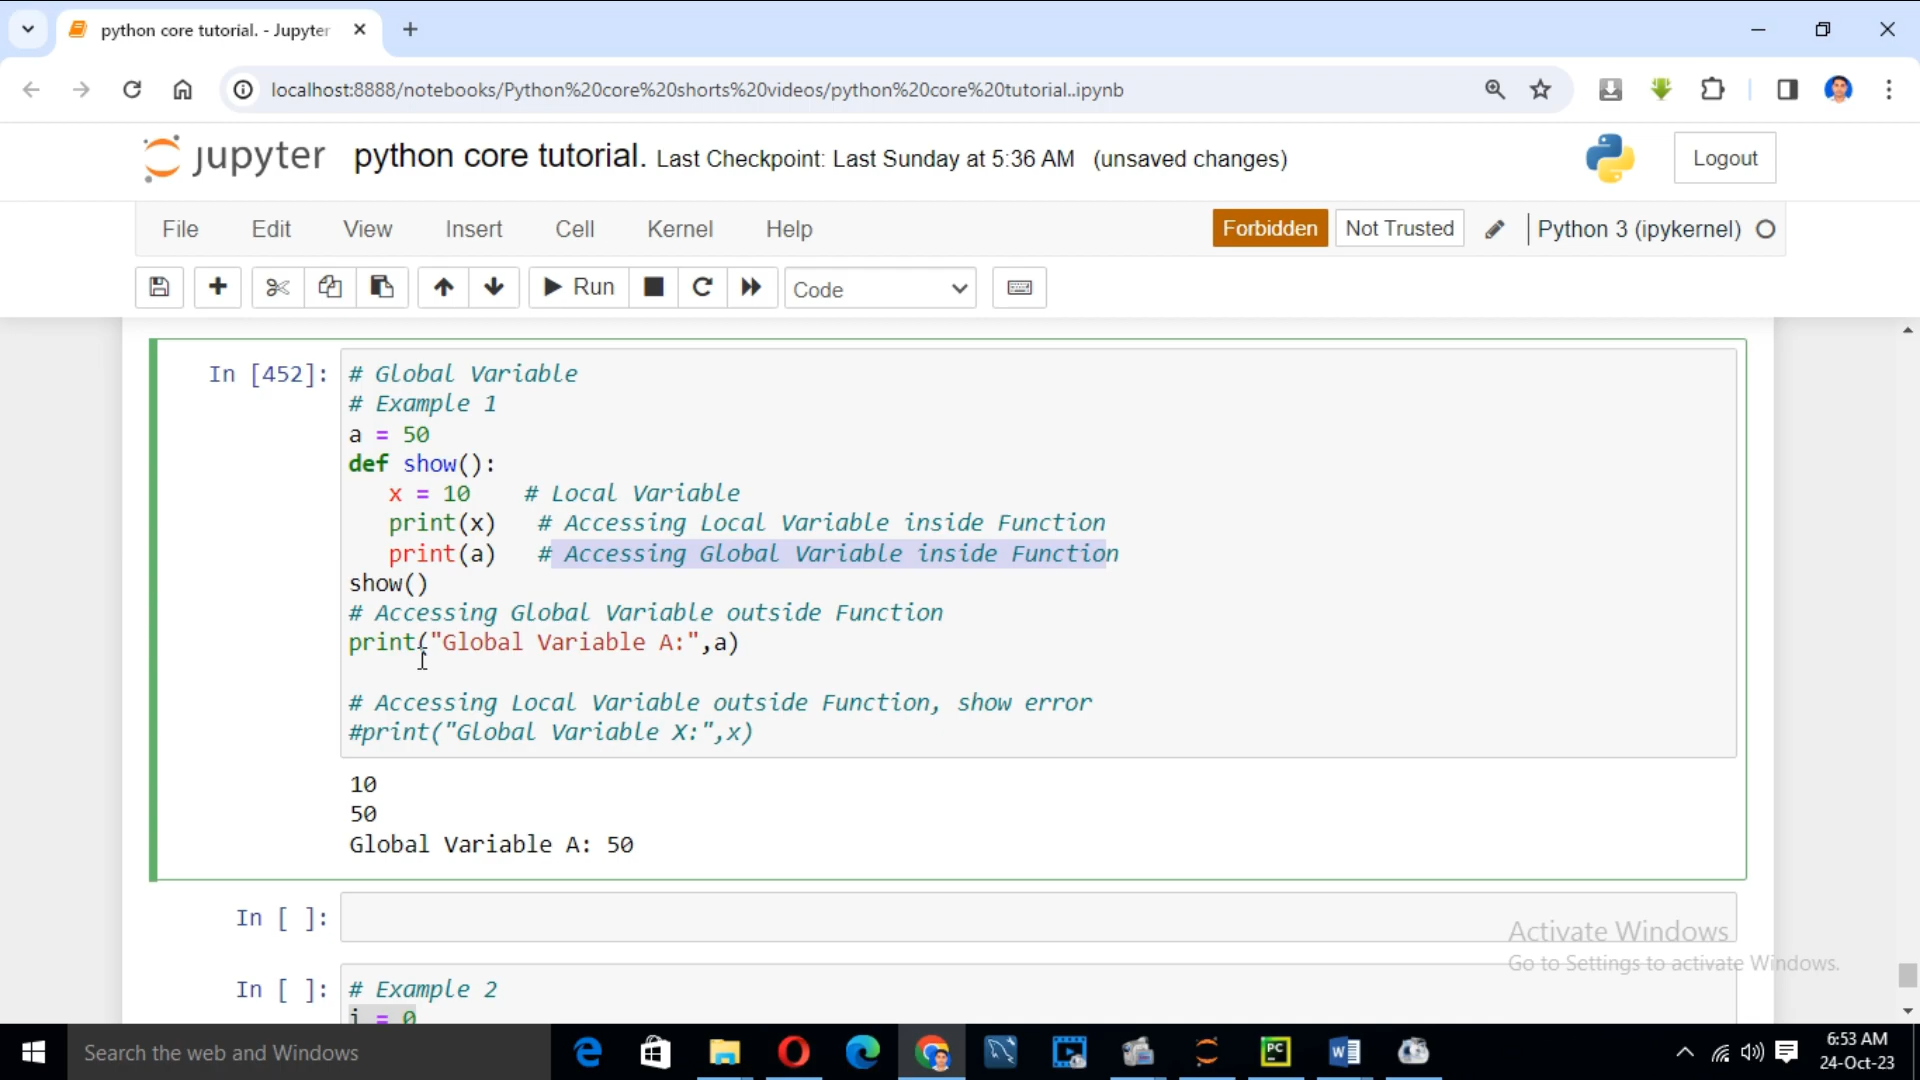 python core tutorial. - Jupyter
localhost:8888/notebooks/Python%20core%20shorts%20videos/python%20core%20tutorial..ipynb
jupyter python core tutorial. Last Checkpoint: Last Sunday at 5:36 AM (unsaved changes)
Logout
File Edit View Insert Cell Kernel Help Forbidden Not Trusted Python 3 (ipykernel)
Run Code
In [452]: # Global Variable
# Example 1
a = 50
def show():
x = 10 # Local Variable
print(x) # Accessing Local Variable inside Function
print(a) # Accessing Global Variable inside Function
show()
# Accessing Global Variable outside Function
print("Global Variable A:",a)
# Accessing Local Variable outside Function, show error
#print("Global Variable X:",x)
10
50
Global Variable A: 50
In [ ]:
Activate Windows
Go to Settings to activate Windows.
In [ ]: # Example 2
i = 0
Search the web and Windows
PC
W
6:53 AM
24-Oct-23